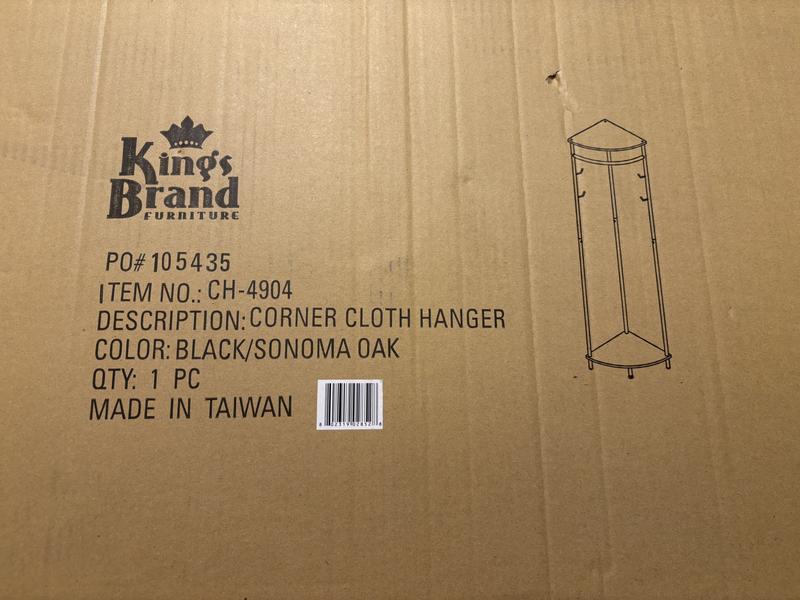 Kings
Brand
FURNITURE
PO# 105435
ITEM NO.: CH-4904
DESCRIPTION: CORNER CLOTH HANGER
COLOR: BLACK/SONOMA OAK
QTY: 1 PC
MADE IN TAIWAN